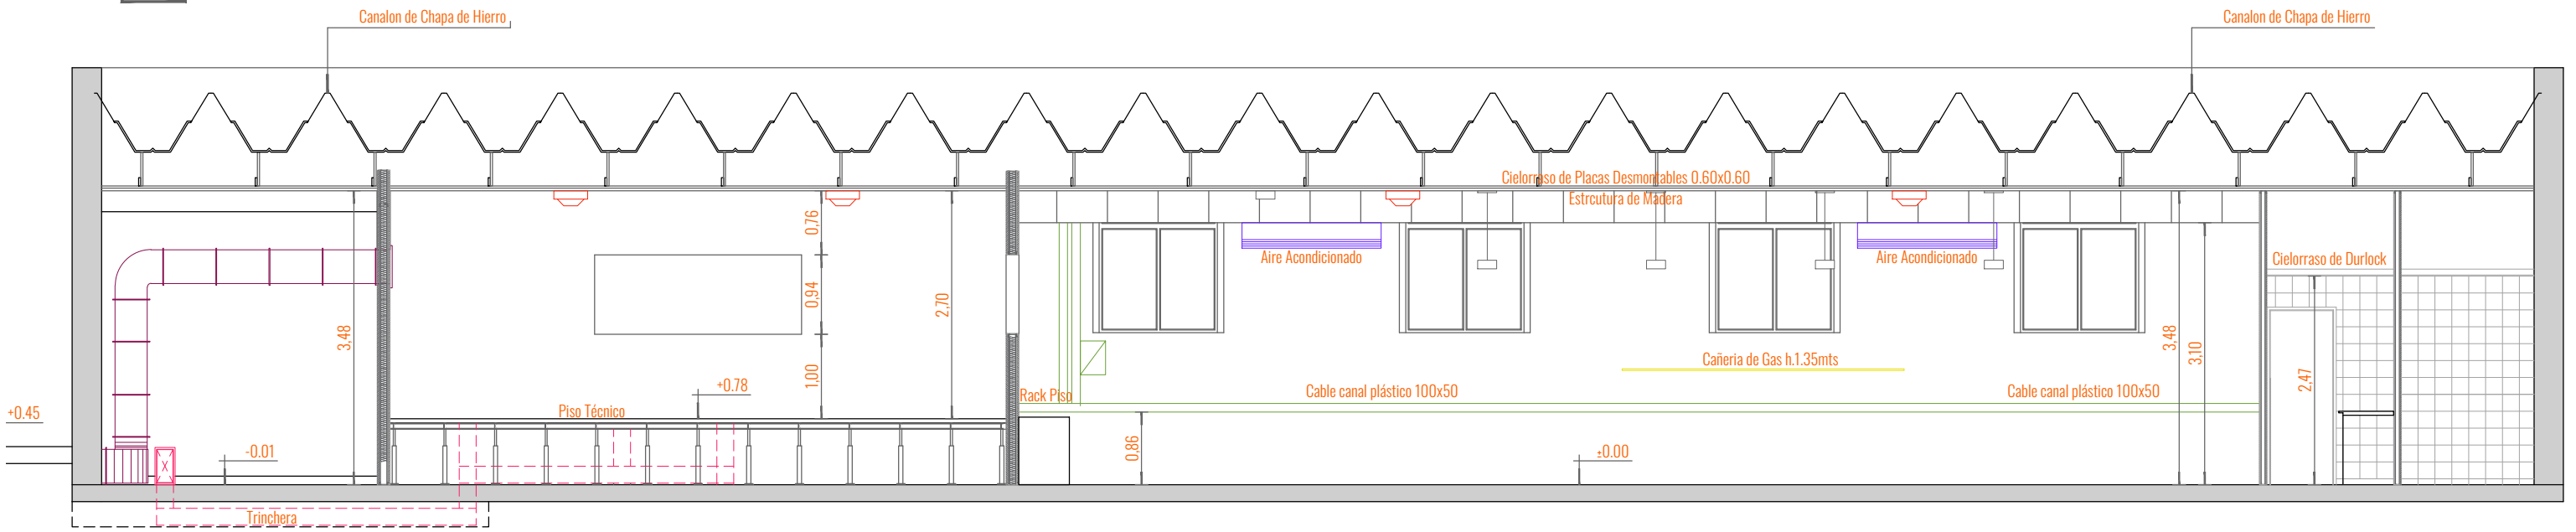 Canalon de Chapa de Hierro
Canalon de Chapa de Hierro
Cielorraso de Placas Desmontables 0.60x0.60
Estrcutura de Madera
0,76
Aire Acondicionado
Aire Acondicionado
Cielorraso de Durlock
0,94
2,70
3,48
3,48
3,10
Cañeria de Gas h.1.35mts
1,00
2,47
+0.78
Rack Piso
Cable canal plástico 100x50
Cable canal plástico 100x50
+0.45
Piso Técnico
0,86
-0.01
±0.00
X
Trinchera